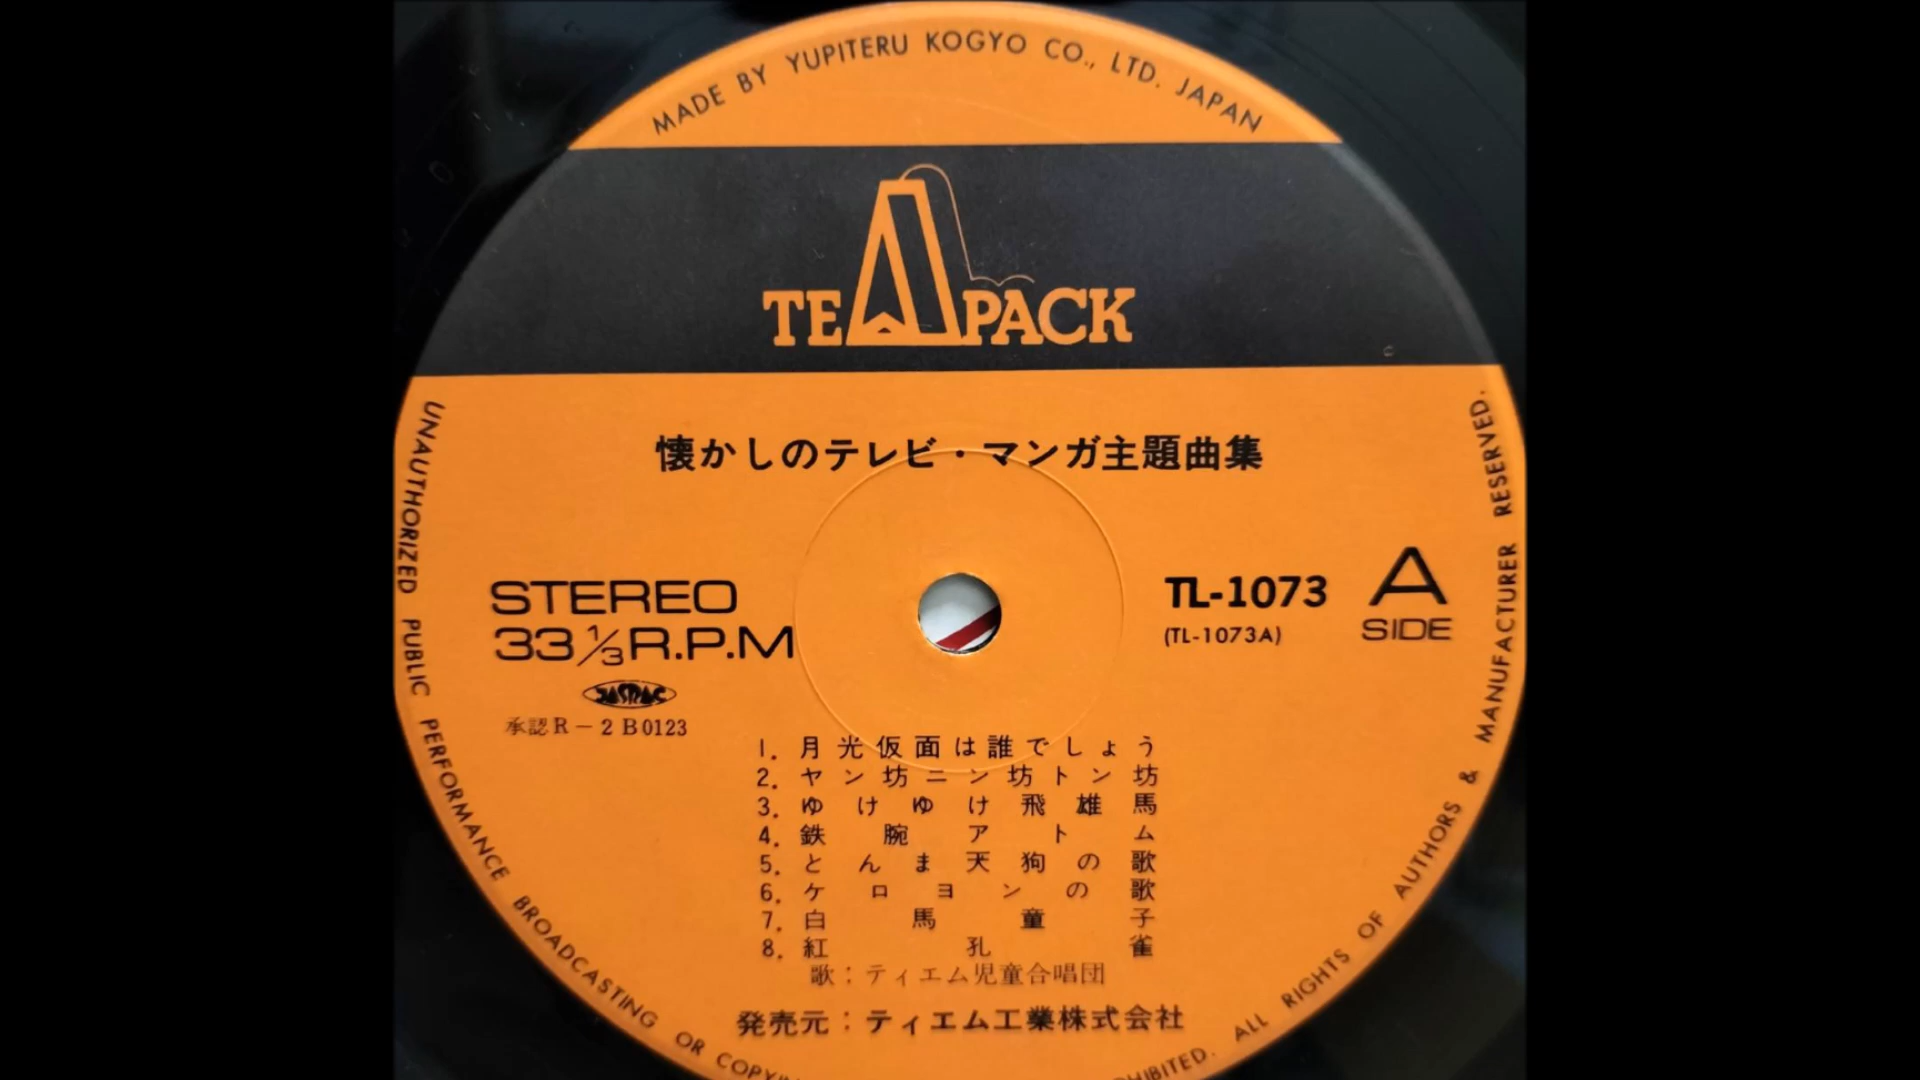 MADE BY YUPITERU KOGYO CO., LTD. JAPAN
TEMPACK
懐かしのテレビ・マンガ主題曲集
STEREO
33 1/3 R.P.M
JASRAC
承認R-2B0123
TL-1073
(TL-1073A)
A
SIDE
1. 月光仮面は誰でしょう
2. ヤン坊ニン坊トン坊
3. ゆけゆけ飛雄馬
4. 鉄腕アトム
5. とんま天狗の歌
6. ケロヨンの歌
7. 白馬童子
8. 紅孔雀
歌:ティエム児童合唱団
発売元:ティエム工業株式会社
UNAUTHORIZED PUBLIC PERFORMANCE BROADCASTING OR
ALL RIGHTS OF AUTHORS & MANUFACTURER RESERVED.